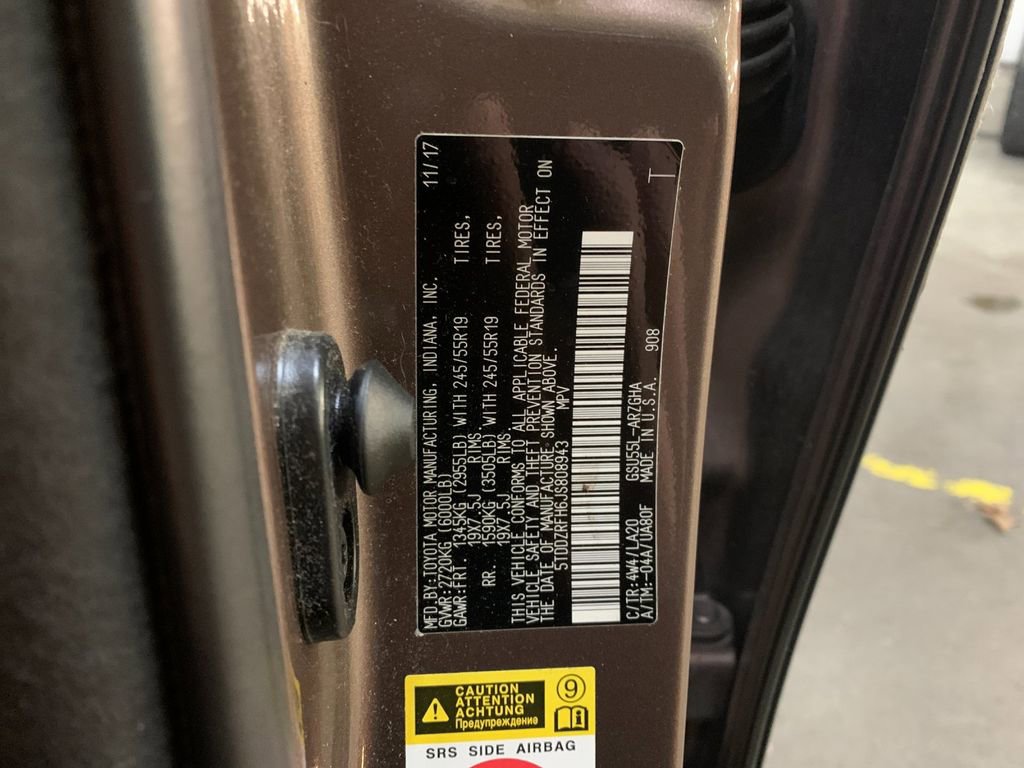 MFD.BY:TOYOTA MOTOR MANUFACTURING, INDIANA, INC. 11/17
GVWR:2720KG (6000LB)
GAWR:FRT 1345KG (2955LB) WITH 245/55R19 TIRES,
19X7.5J RIMS
RR. 1590KG (3505LB) WITH 245/55R19 TIRES,
19X7.5J RIMS
THIS VEHICLE CONFORMS TO ALL APPLICABLE FEDERAL MOTOR
VEHICLE SAFETY AND THEFT PREVENTION STANDARDS IN EFFECT ON
THE DATE OF MANUFACTURE SHOWN ABOVE.
5TDDZRFH6JS808943 MPV
C/TR:4W4/LA20 GSU55L-ARZGHA
A/TM:-04A/UA80F MADE IN U.S.A. 908
T
CAUTION
ATTENTION
ACHTUNG
Предупреждение
9
SRS SIDE AIRBAG